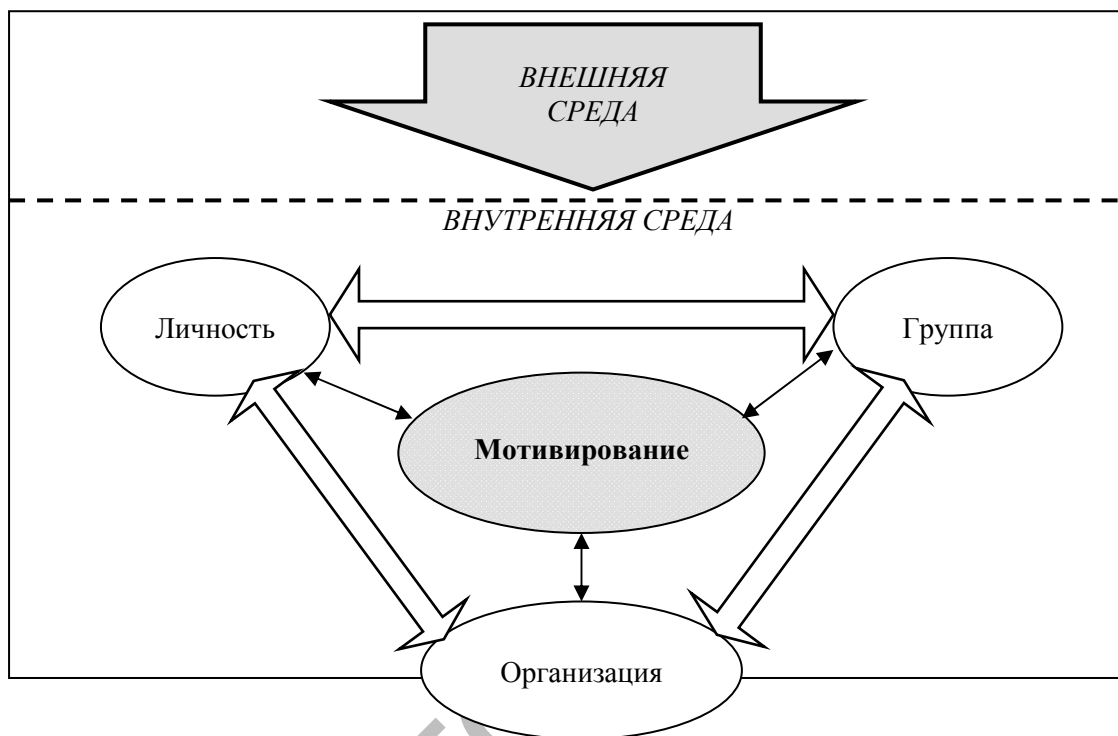 ВНЕШНЯЯ
СРЕДА
ВНУТРЕННЯЯ СРЕДА
Личность
Группа
Мотивирование
Организация